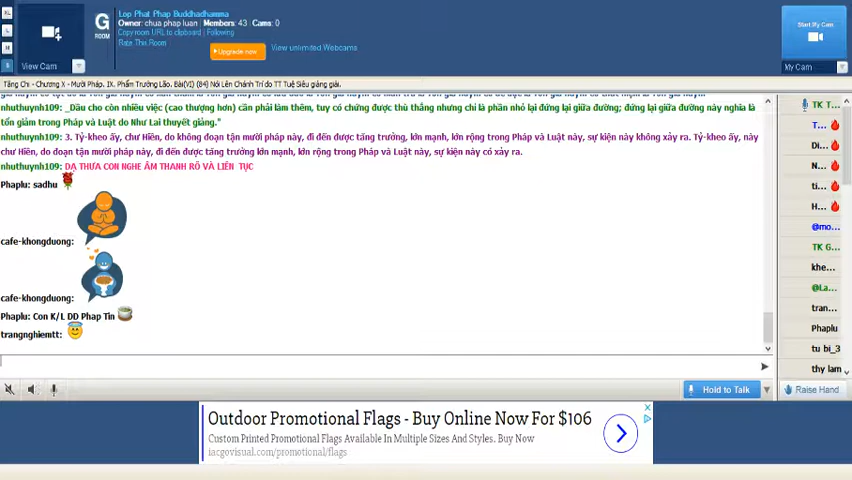 Lop Phat Phap Buddhadhamma
Owner: chua phap luan | Members: 43 | Cams: 0
Copy room URL to clipboard | Following
Rate This Room
G
ROOM
Upgrade now
View unlimited Webcams
View Cam
Start My Cam
My Cam
Tăng Chi - Chương X - Mười Pháp. IX. Phẩm Trưởng Lão. Bài(VI) (84) Nói Lên Chánh Trí do TT Tuệ Siêu giảng giải.
nhuthuynh109: _Dầu cho còn nhiều việc (cao thượng hơn) cần phải làm thêm, tuy có chứng được thù thắng nhưng chỉ là phần nhỏ lại đứng lại giữa đường; đứng lại giữa đường này nghĩa là
tổn giảm trong Pháp và Luật do Như Lai thuyết giảng."
nhuthuynh109: 3. Tỷ-kheo ấy, chư Hiền, do không đoạn tận mười pháp này, đi đến được tăng trưởng, lớn mạnh, lớn rộng trong Pháp và Luật, sự kiện này không xảy ra. Tỷ-kheo ấy, này
chư Hiền, do đoạn tận mười pháp này, đi đến được tăng trưởng lớn mạnh, lớn rộng trong Pháp và Luật này, sự kiện này có xảy ra.
nhuthuynh109: DẠ THƯA CON NGHE ÂM THANH RÕ VÀ LIÊN TỤC
Phaplu: sadhu
cafe-khongduong:
cafe-khongduong:
Phaplu: Con K/L ĐĐ Phap Tin
trangnghiemtt:
TK T...
T...
Di...
N...
ti...
H...
@mo...
TK G...
khe...
@La...
tran...
Phaplu
tu bi_3
thy lam
Hold to Talk
Raise Hand
Outdoor Promotional Flags - Buy Online Now For $106
Custom Printed Promotional Flags Available In Multiple Sizes And Styles. Buy Now
iacgovisual.com/promotional/flags